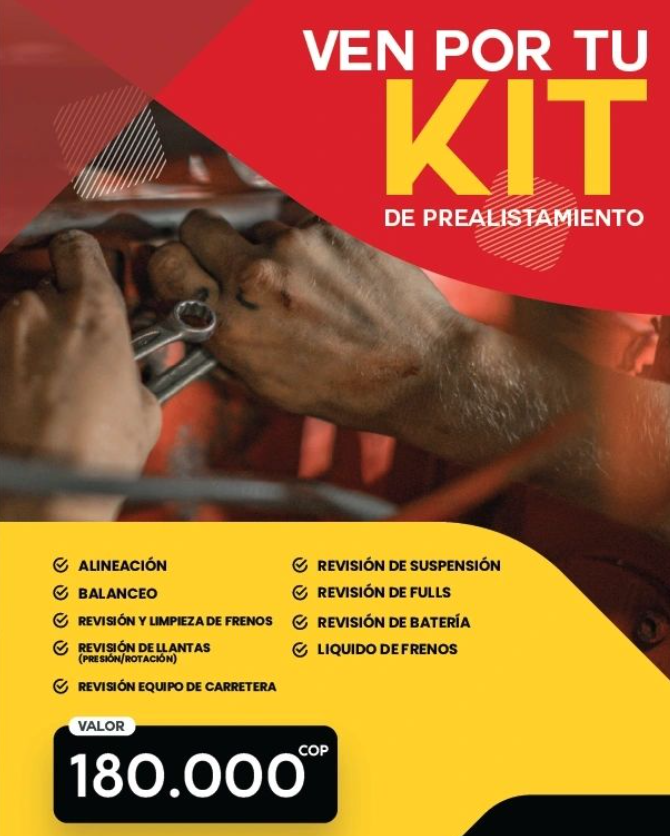 VEN POR TU
KIT
DE PREALISTAMIENTO
ALINEACIÓN
BALANCEO
REVISIÓN Y LIMPIEZA DE FRENOS
REVISIÓN DE LLANTAS
(PRESIÓN/ROTACIÓN)
REVISIÓN EQUIPO DE CARRETERA
REVISIÓN DE SUSPENSIÓN
REVISIÓN DE FULLS
REVISIÓN DE BATERÍA
LIQUIDO DE FRENOS
VALOR
180.000 COP